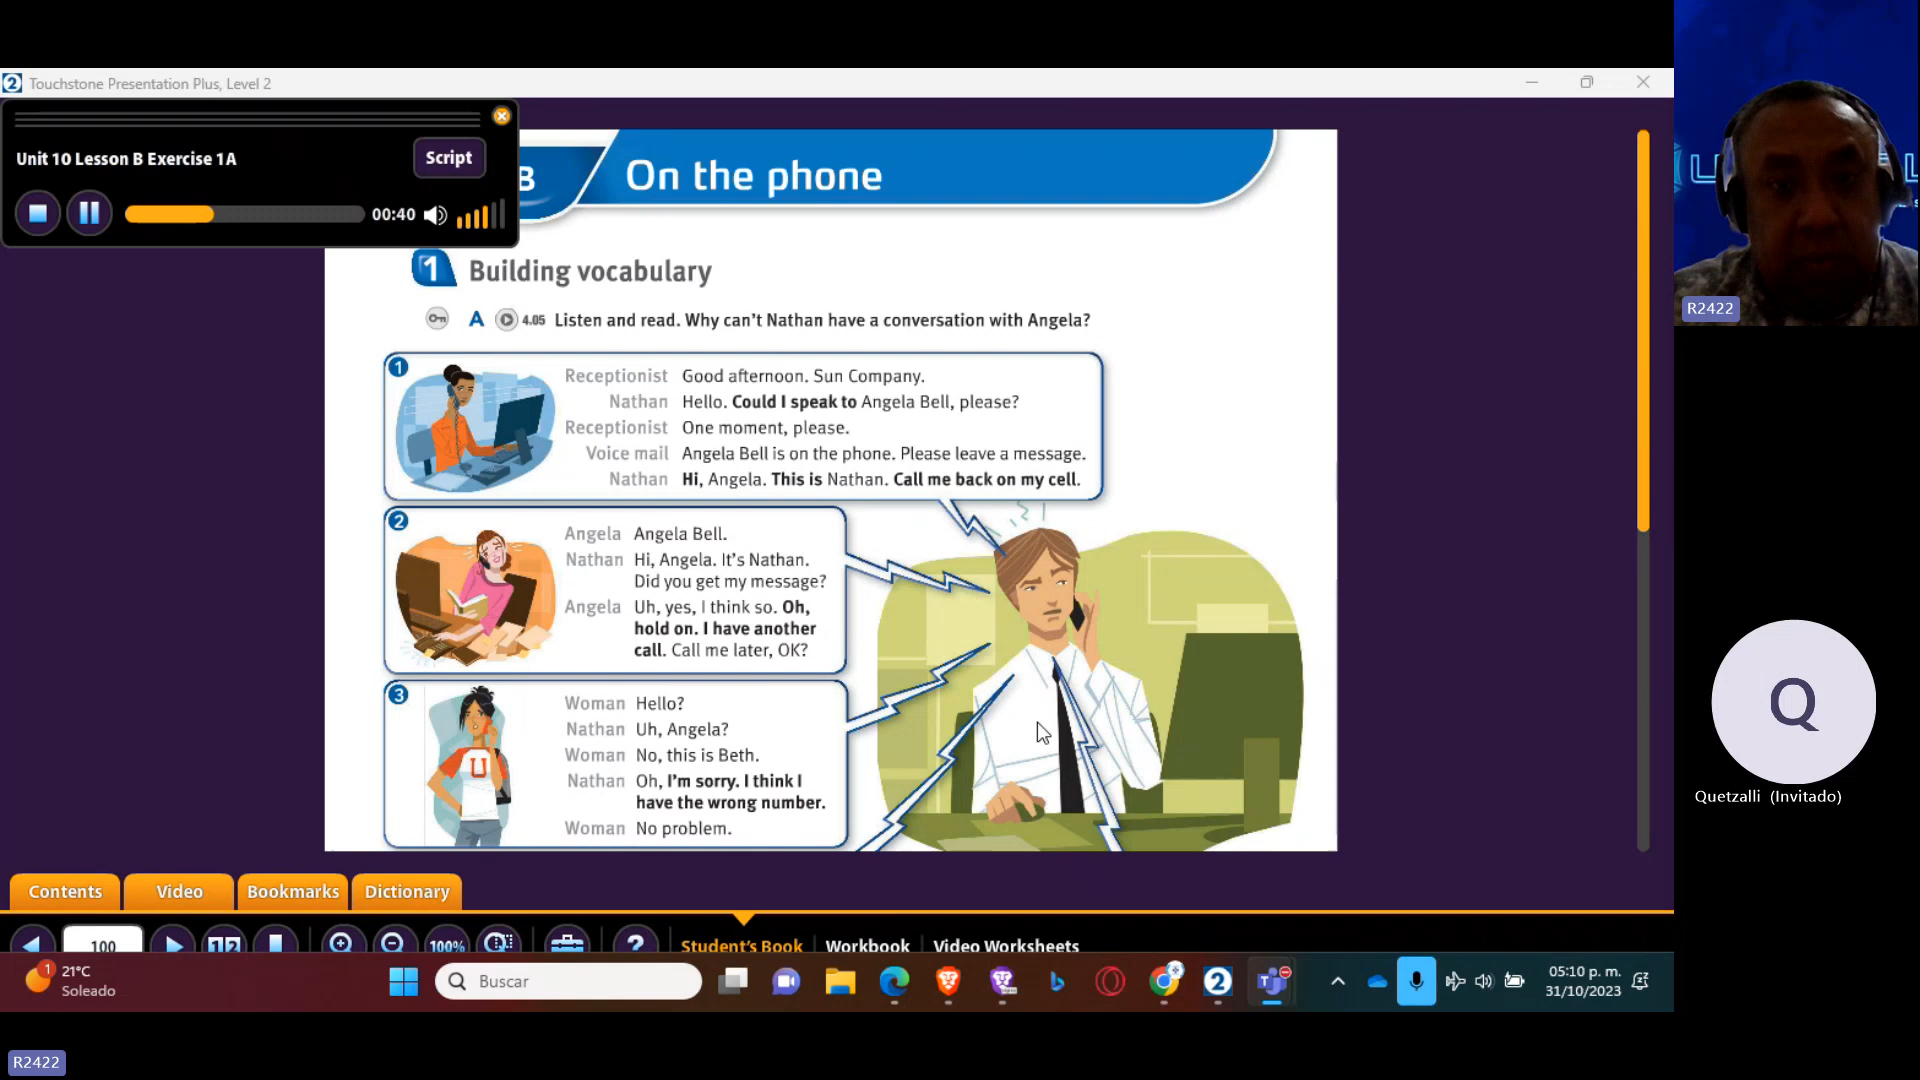 Touchstone Presentation Plus, Level 2
Unit 10 Lesson B Exercise 1A
Script
00:40
B
On the phone
1 Building vocabulary
A 4.05 Listen and read. Why can't Nathan have a conversation with Angela?
1
Receptionist Good afternoon. Sun Company.
Nathan Hello. Could I speak to Angela Bell, please?
Receptionist One moment, please.
Voice mail Angela Bell is on the phone. Please leave a message.
Nathan Hi, Angela. This is Nathan. Call me back on my cell.
2
Angela Angela Bell.
Nathan Hi, Angela. It's Nathan.
Did you get my message?
Angela Uh, yes, I think so. Oh,
hold on. I have another
call. Call me later, OK?
3
Woman Hello?
Nathan Uh, Angela?
Woman No, this is Beth.
Nathan Oh, I'm sorry. I think I
have the wrong number.
Woman No problem.
U
Contents Video Bookmarks Dictionary
100 12 100% ? Student's Book Workbook Video Worksheets
1 21°C
Soleado
Buscar
2
05:10 p. m.
31/10/2023
R2422
Q
Quetzalli (Invitado)
R2422